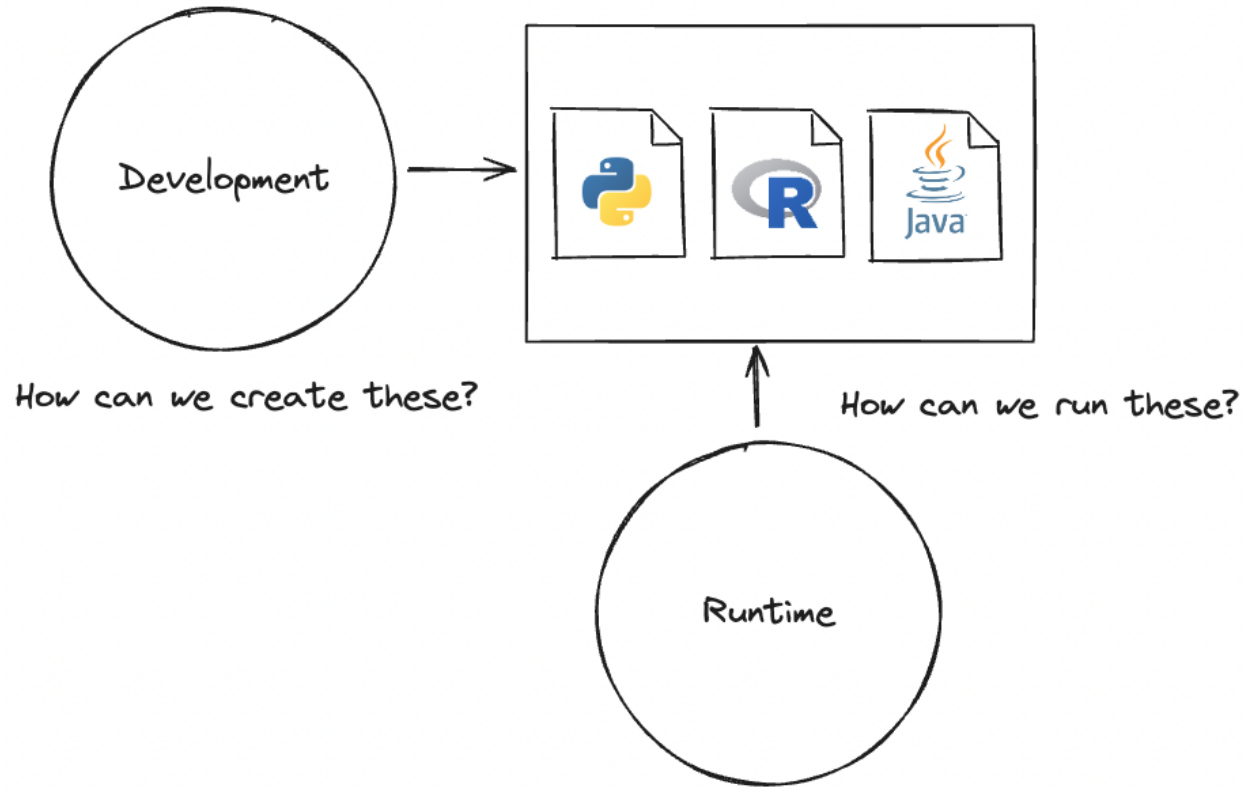 Development
R
Java
How can we create these?
How can we run these?
Runtime